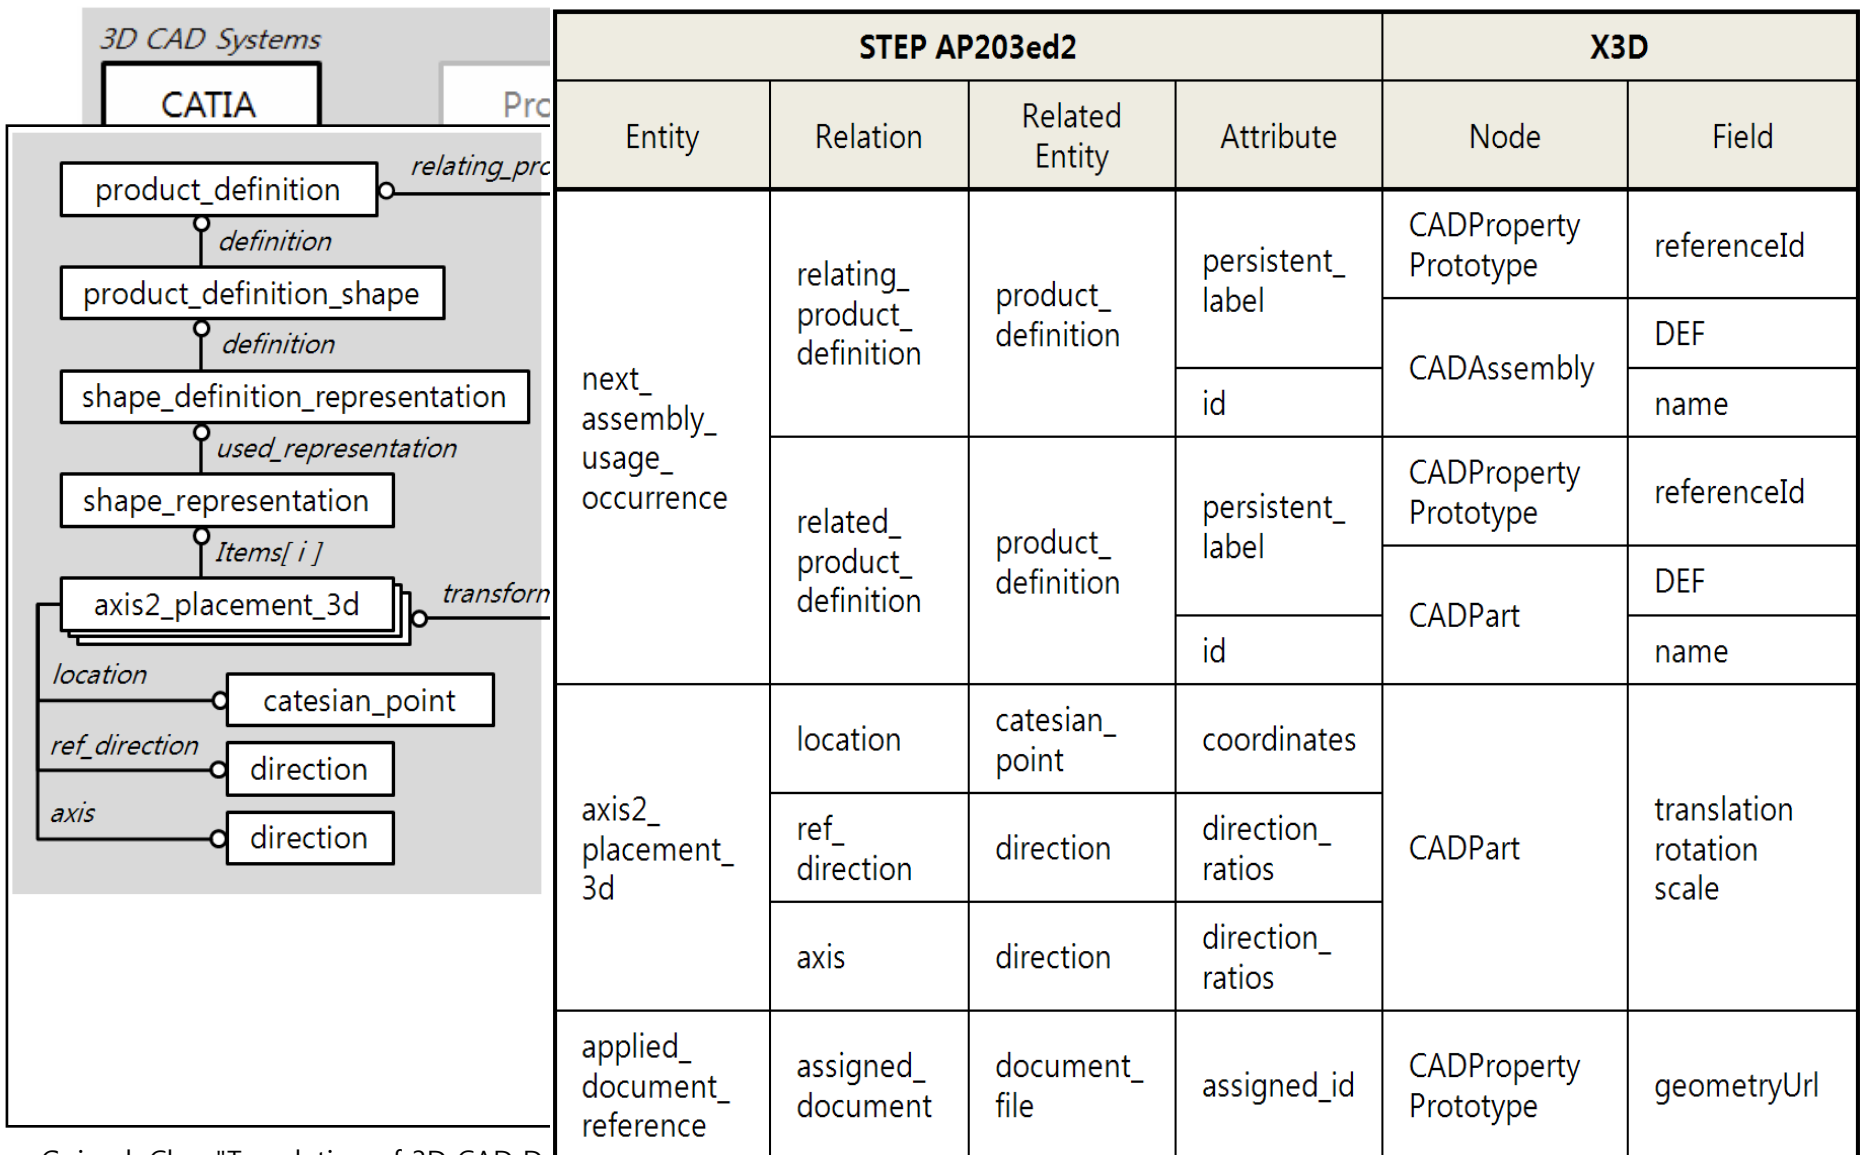 3D CAD Systems
CATIA
product_definition
definition
product_definition_shape
definition
shape_definition_representation
used_representation
shape_representation
Items[ i ]
axis2_placement_3d
location
catesian_point
ref_direction
direction
axis
direction
STEP AP203ed2
X3D
Entity
Relation
Related
Entity
Attribute
Node
Field
next_
assembly_
usage_
occurrence
relating_
product_
definition
product_
definition
persistent_
label
CADProperty
Prototype
referenceId
CADAssembly
DEF
id
name
related_
product_
definition
product_
definition
persistent_
label
CADProperty
Prototype
referenceId
CADPart
DEF
id
name
axis2_
placement_
3d
location
catesian_
point
coordinates
CADPart
translation
rotation
scale
ref_
direction
direction
direction_
ratios
axis
direction
direction_
ratios
applied_
document_
reference
assigned_
document
document_
file
assigned_id
CADProperty
Prototype
geometryUrl